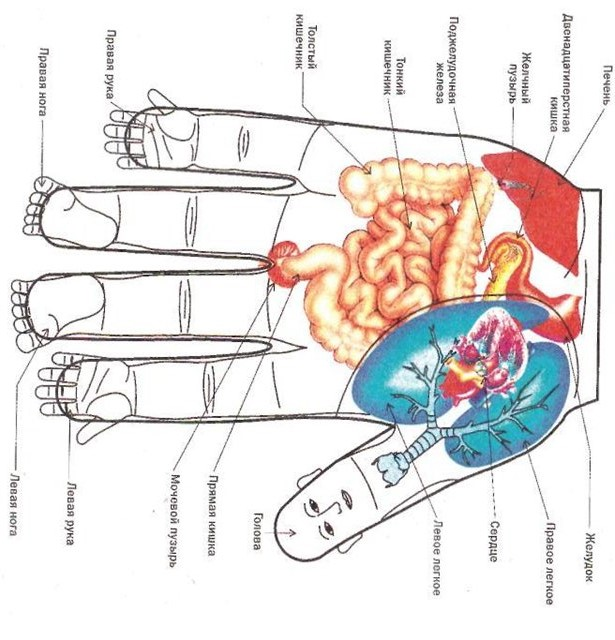 Печень
Двенадцатиперстная
кишка
Желчный
пузырь
Поджелудочная
железа
Тонкий
кишечник
Толстый
кишечник
Правая рука
Правая нога
Желудок
Правое легкое
Сердце
Левое легкое
Голова
Прямая кишка
Мочовой пузырь
Левая рука
Левая нога